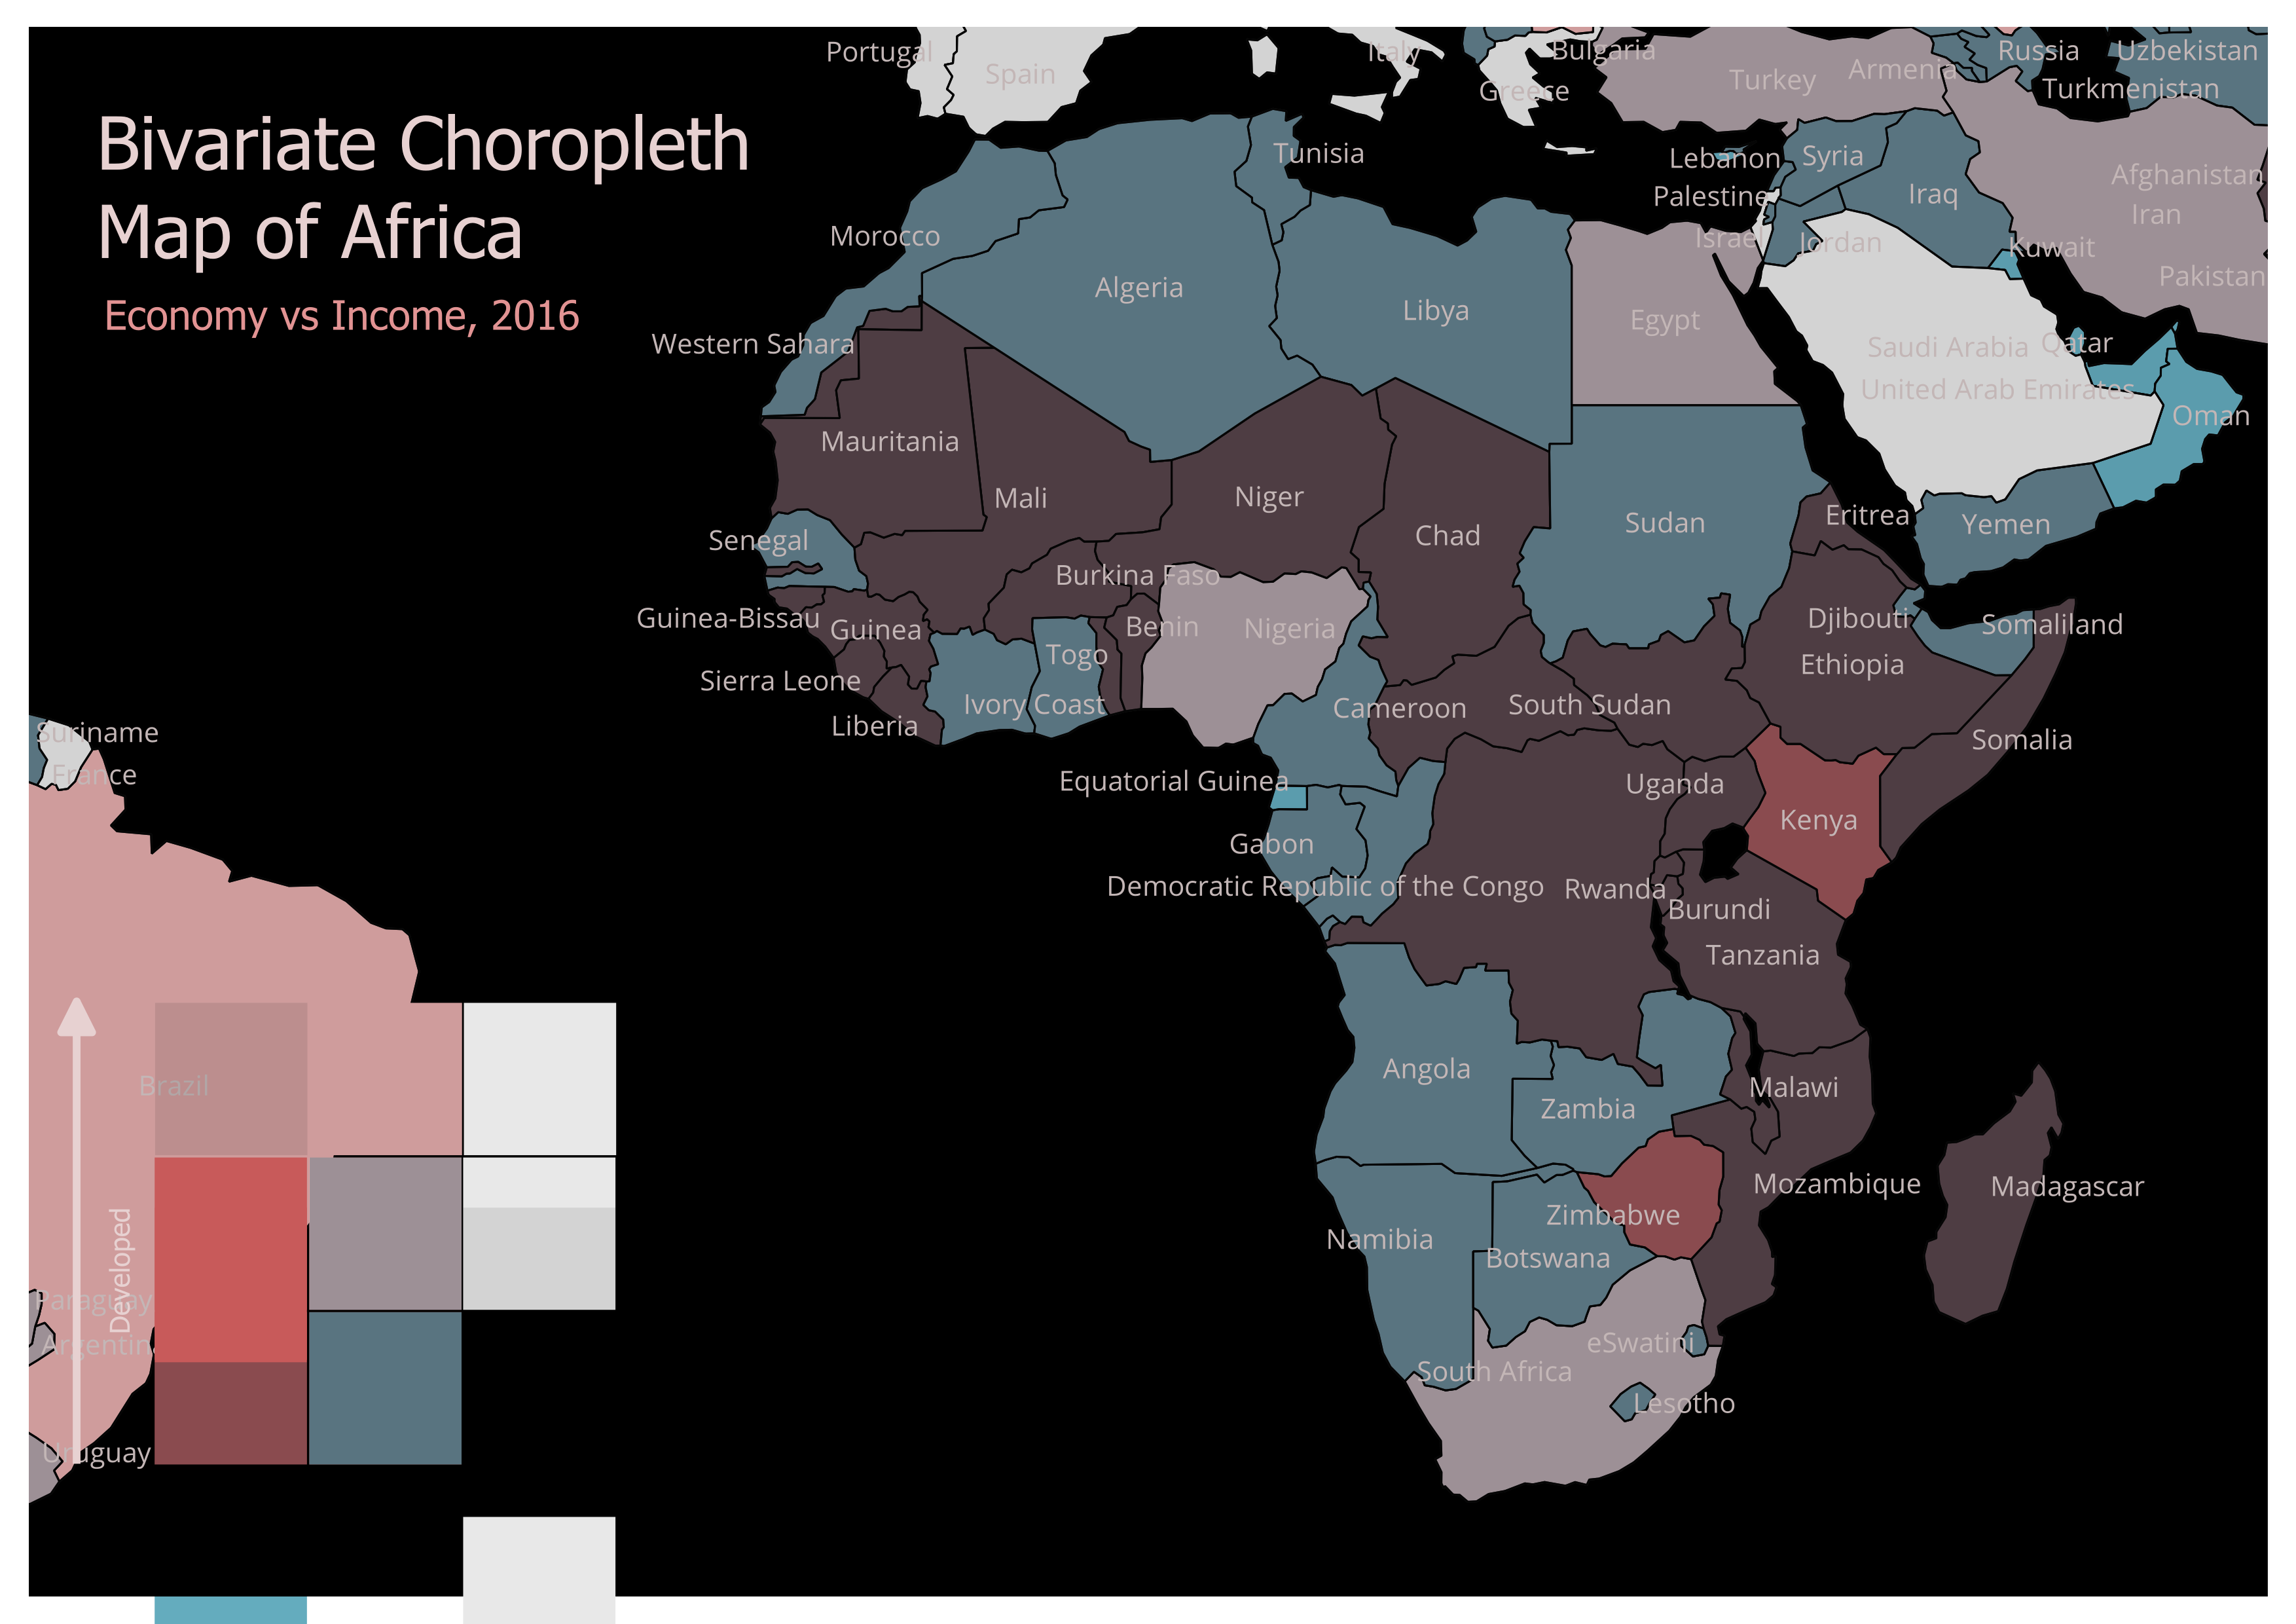 Bivariate Choropleth
Map of Africa
Economy vs Income, 2016
Portugal
Spain
Italy
Greece
Bulgaria
Turkey
Armenia
Russia
Uzbekistan
Turkmenistan
Tunisia
Lebanon
Syria
Palestine
Iraq
Afghanistan
Iran
Morocco
Israel
Jordan
Kuwait
Pakistan
Algeria
Libya
Egypt
Western Sahara
Saudi Arabia
Qatar
United Arab Emirates
Oman
Mauritania
Mali
Niger
Chad
Sudan
Eritrea
Yemen
Senegal
Burkina Faso
Guinea-Bissau
Guinea
Benin
Nigeria
Djibouti
Somaliland
Togo
Ethiopia
Sierra Leone
Ivory Coast
Cameroon
South Sudan
Liberia
Somalia
Suriname
France
Equatorial Guinea
Uganda
Kenya
Gabon
Democratic Republic of the Congo
Rwanda
Burundi
Tanzania
Angola
Malawi
Brazil
Zambia
Mozambique
Madagascar
Zimbabwe
Namibia
Botswana
Developed
Paraguay
Argentina
eSwatini
South Africa
Lesotho
Uruguay